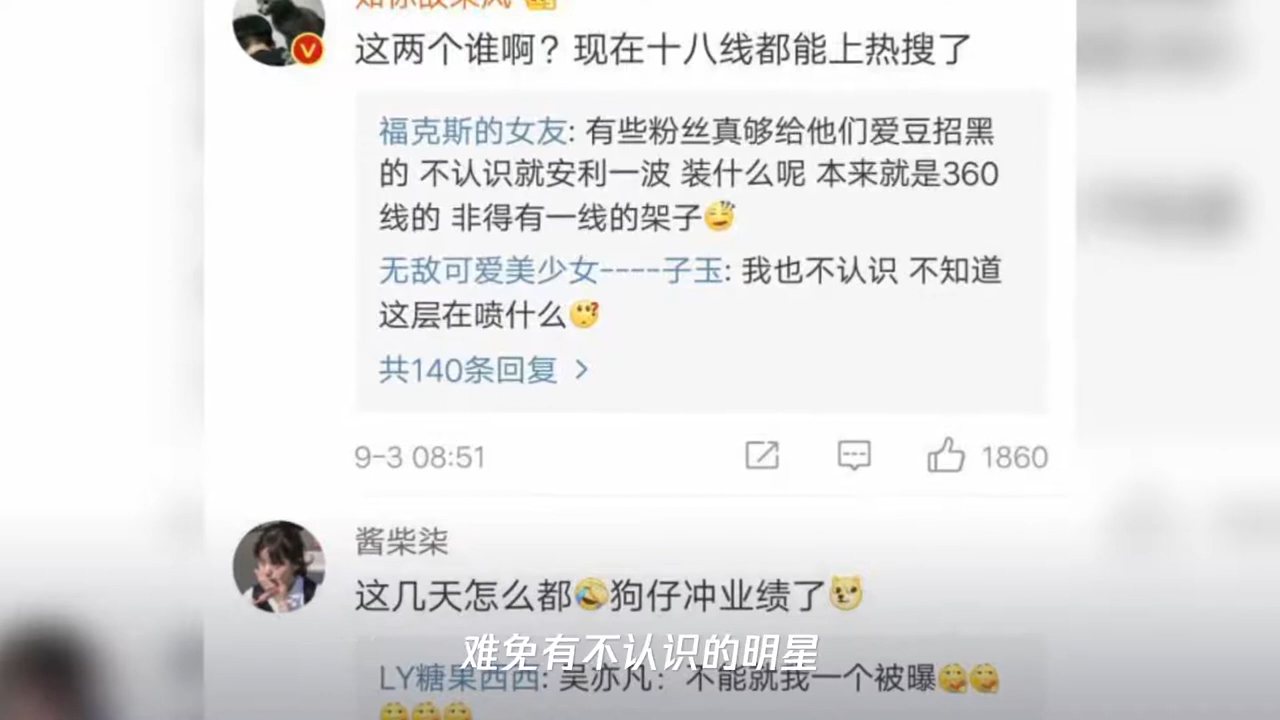 这两个谁啊？现在十八线都能上热搜了
福克斯的女友: 有些粉丝真够给他们爱豆招黑
的 不认识就安利一波 装什么呢 本来就是360
线的 非得有一线的架子
无敌可爱美少女----子玉: 我也不认识 不知道
这层在喷什么
共140条回复 >
9-3 08:51
1860
酱柴柒
这几天怎么都狗仔冲业绩了
难免有不认识的明星
LY糖果西西: 吴亦凡：不能就我一个被曝